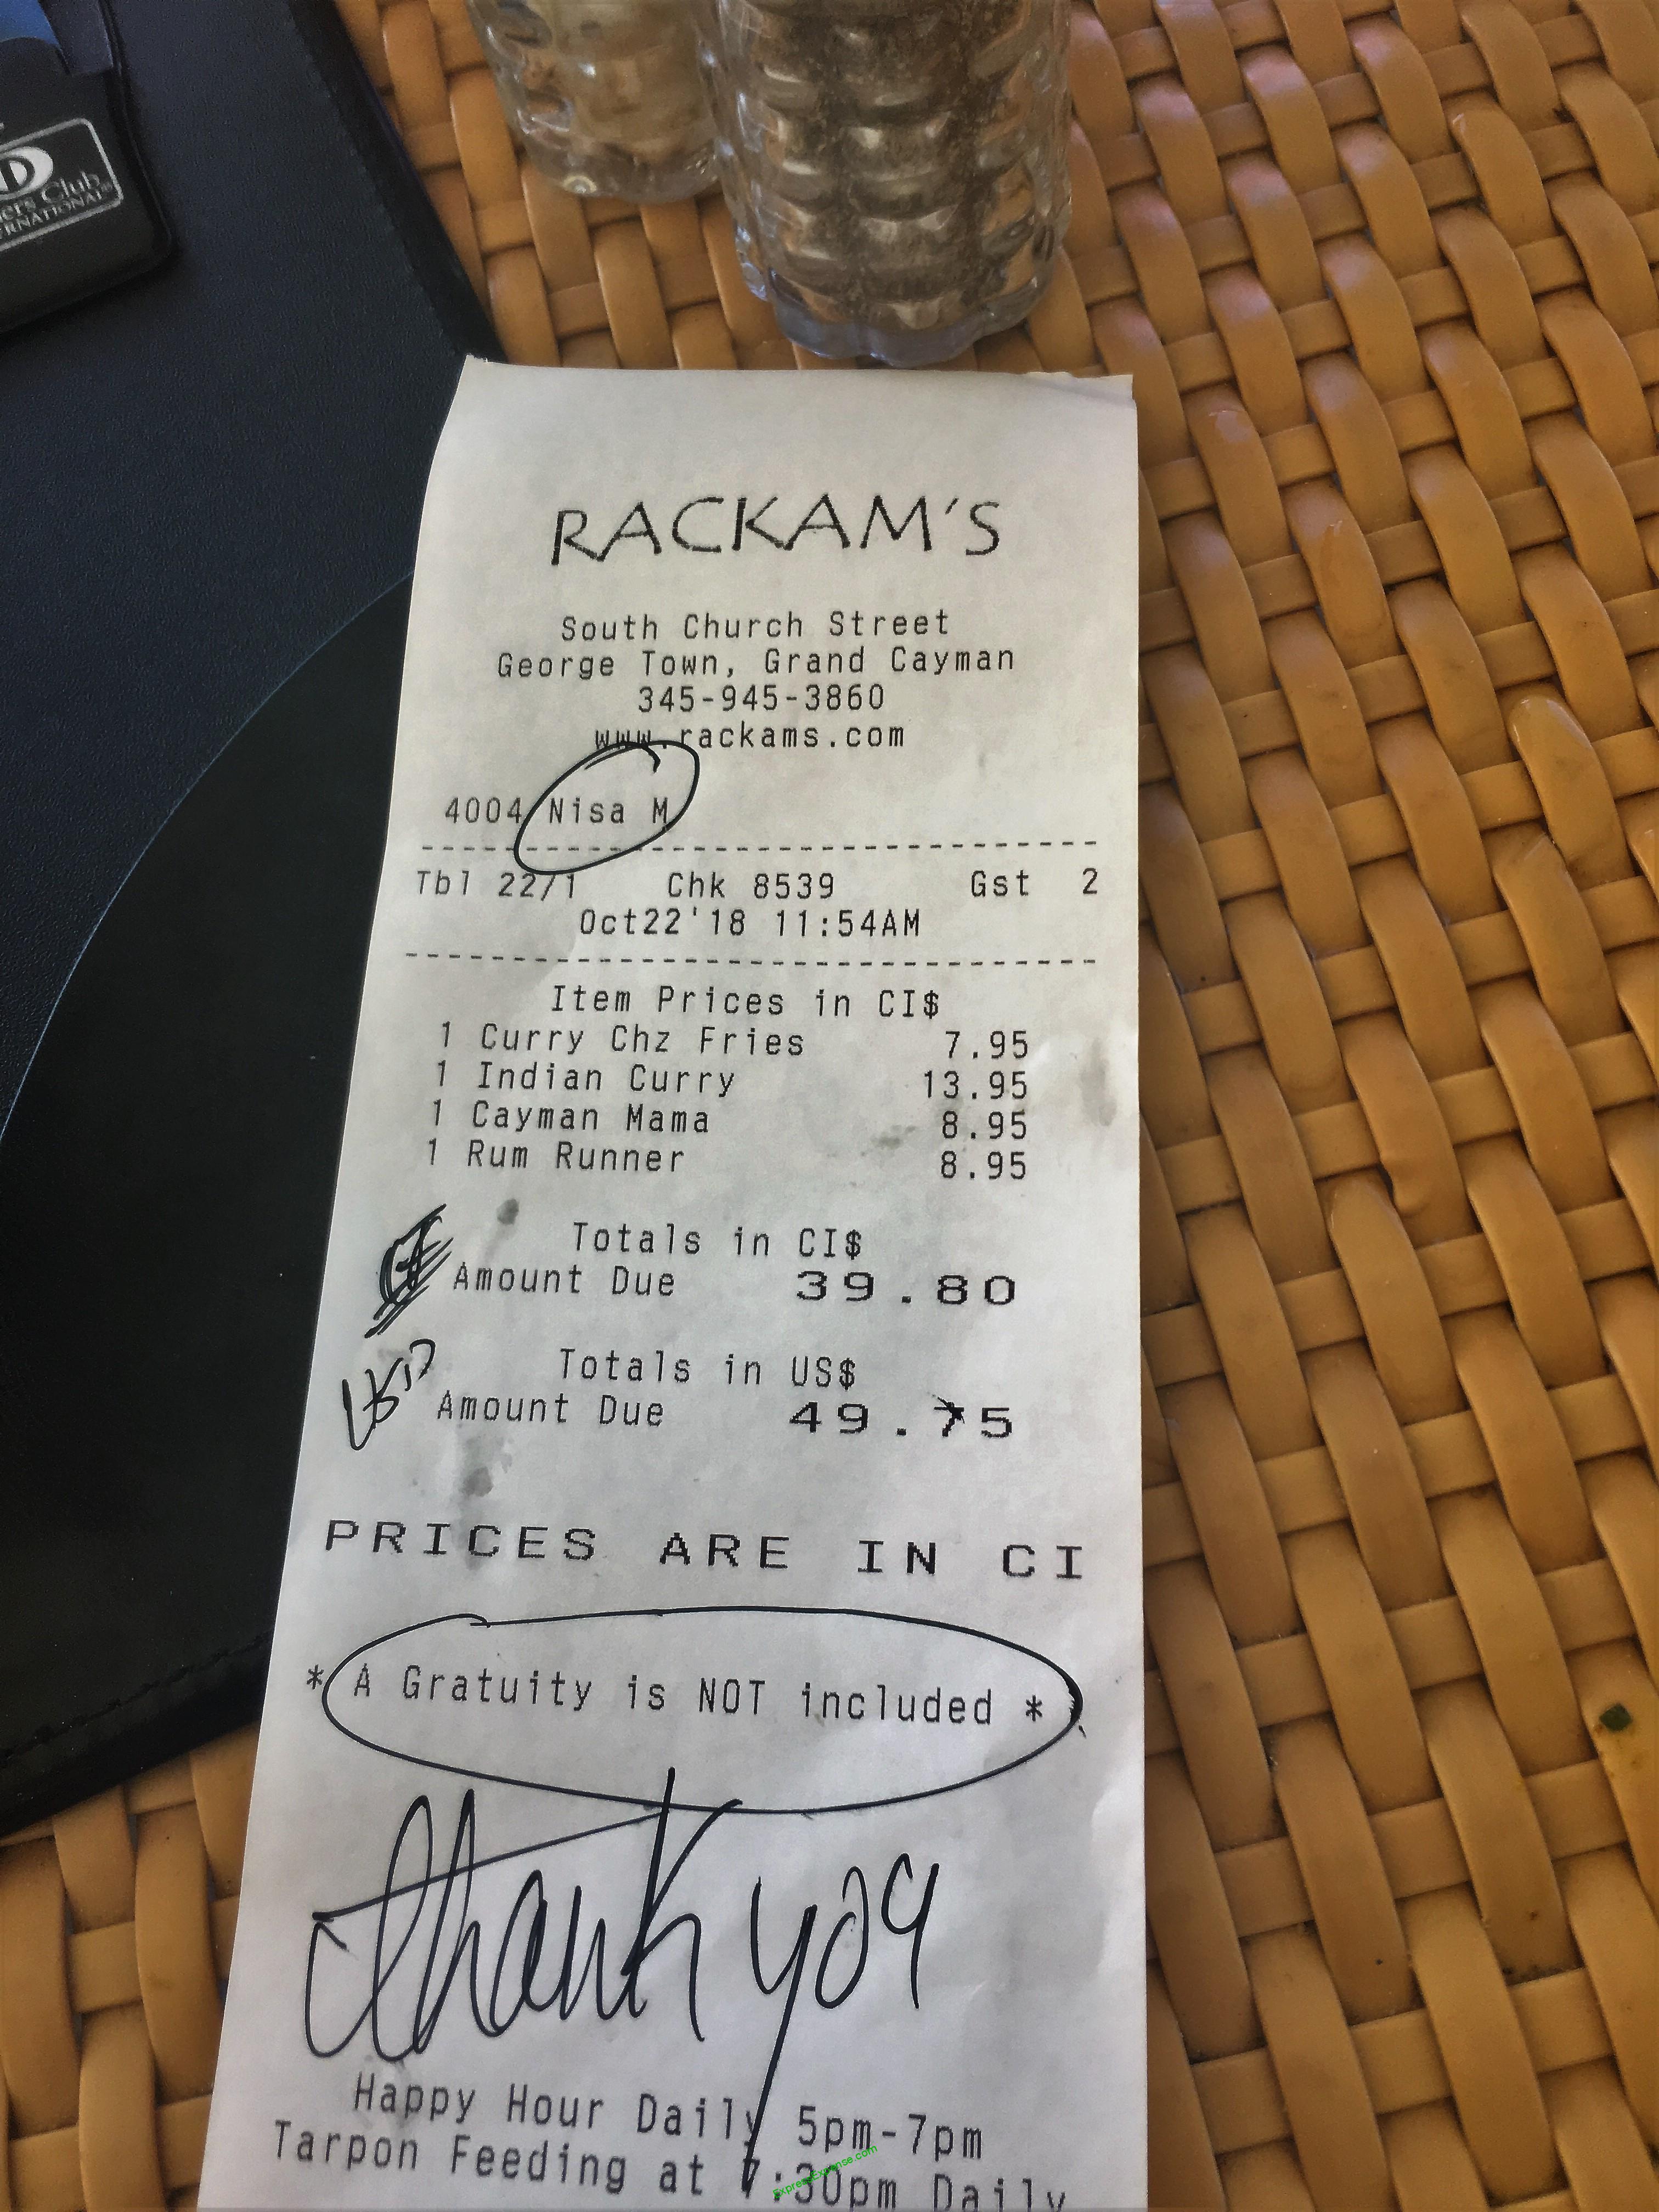 ers Club
ERNATIONAL®
RACKAM'S
South Church Street
George Town, Grand Cayman
345-945-3860
www.rackams.com
4004 Nisa M
Tbl 22/1 Chk 8539 Gst 2
Oct22'18 11:54AM
Item Prices in CI$
1 Curry Chz Fries 7.95
1 Indian Curry 13.95
1 Cayman Mama 8.95
1 Rum Runner 8.95
Totals in CI$
Amount Due 39.80
Totals in US$
Amount Due 49.75
PRICES ARE IN CI
* A Gratuity is NOT included *
Thank you
Happy Hour Daily 5pm-7pm
Tarpon Feeding at 7:30pm Daily
ExpressExpense.com